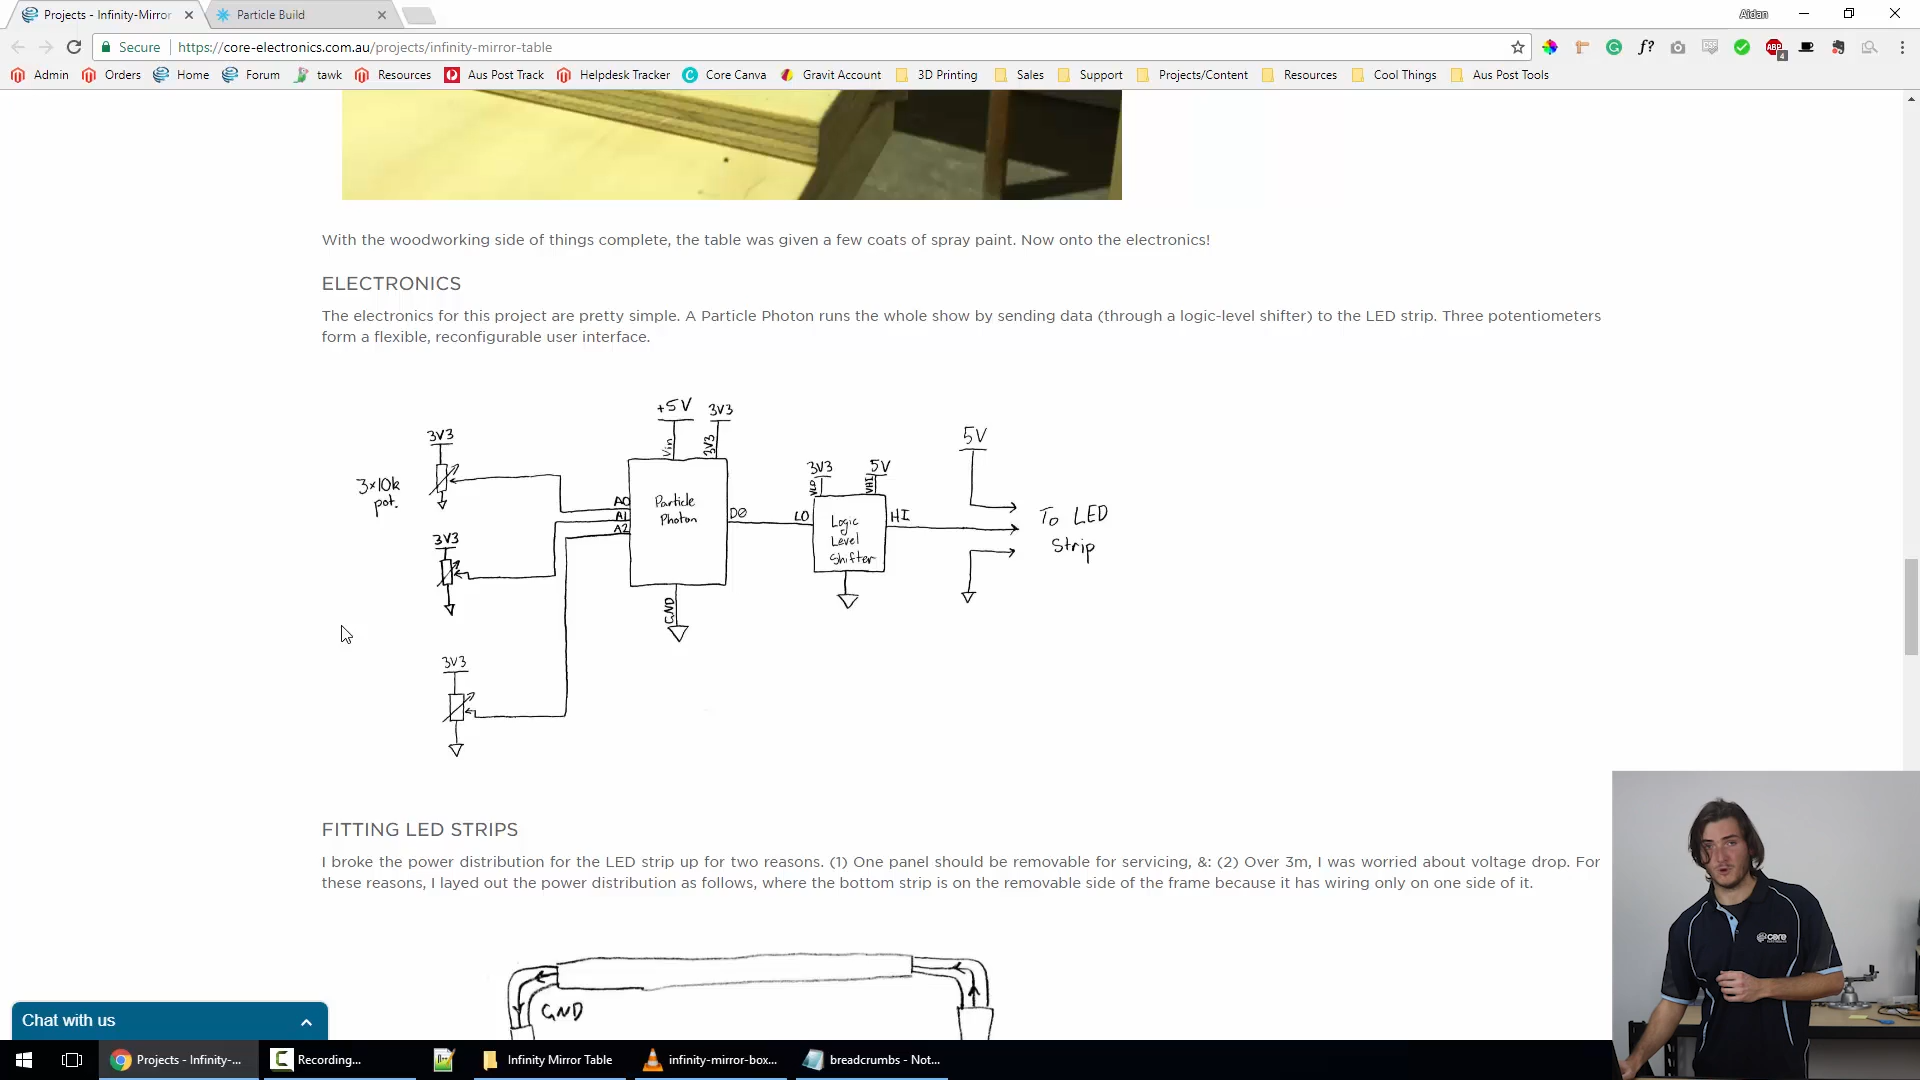 Projects - Infinity-Mirror
Particle Build
Aidan
Secure
https://core-electronics.com.au/projects/infinity-mirror-table
f?
ABP
4
Admin
Orders
Home
Forum
tawk
Resources
Aus Post Track
Helpdesk Tracker
Core Canva
Gravit Account
3D Printing
Sales
Support
Projects/Content
Resources
Cool Things
Aus Post Tools
With the woodworking side of things complete, the table was given a few coats of spray paint. Now onto the electronics!
ELECTRONICS
The electronics for this project are pretty simple. A Particle Photon runs the whole show by sending data (through a logic-level shifter) to the LED strip. Three potentiometers
form a flexible, reconfigurable user interface.
3V3
3x10k
pot.
3V3
3V3
+5V
3V3
Vin
3V3
A0
A1
A2
Particle
Photon
D0
GND
3V3
5V
VLO
VHI
LO
Logic
Level
Shifter
HI
5V
To LED
Strip
FITTING LED STRIPS
I broke the power distribution for the LED strip up for two reasons. (1) One panel should be removable for servicing, &: (2) Over 3m, I was worried about voltage drop. For
these reasons, I layed out the power distribution as follows, where the bottom strip is on the removable side of the frame because it has wiring only on one side of it.
GND
core
Chat with us
Projects - Infinity-...
Recording...
Infinity Mirror Table
infinity-mirror-box...
breadcrumbs - Not...